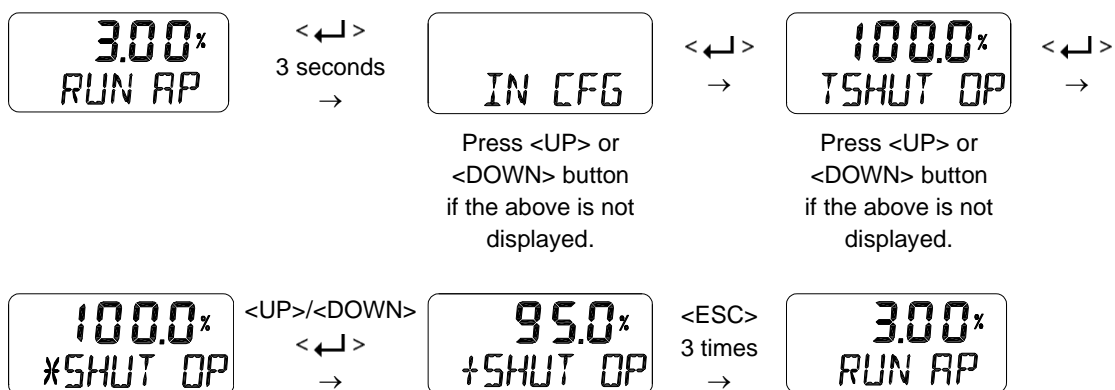 3.00%
RUN AP
< ↵ >
3 seconds
→
IN CFG
Press <UP> or
<DOWN> button
if the above is not
displayed.
< ↵ >
→
100.0%
TSHUT OP
Press <UP> or
<DOWN> button
if the above is not
displayed.
< ↵ >
→
100.0%
*SHUT OP
<UP>/<DOWN>
< ↵ >
→
95.0%
+SHUT OP
<ESC>
3 times
→
3.00%
RUN AP